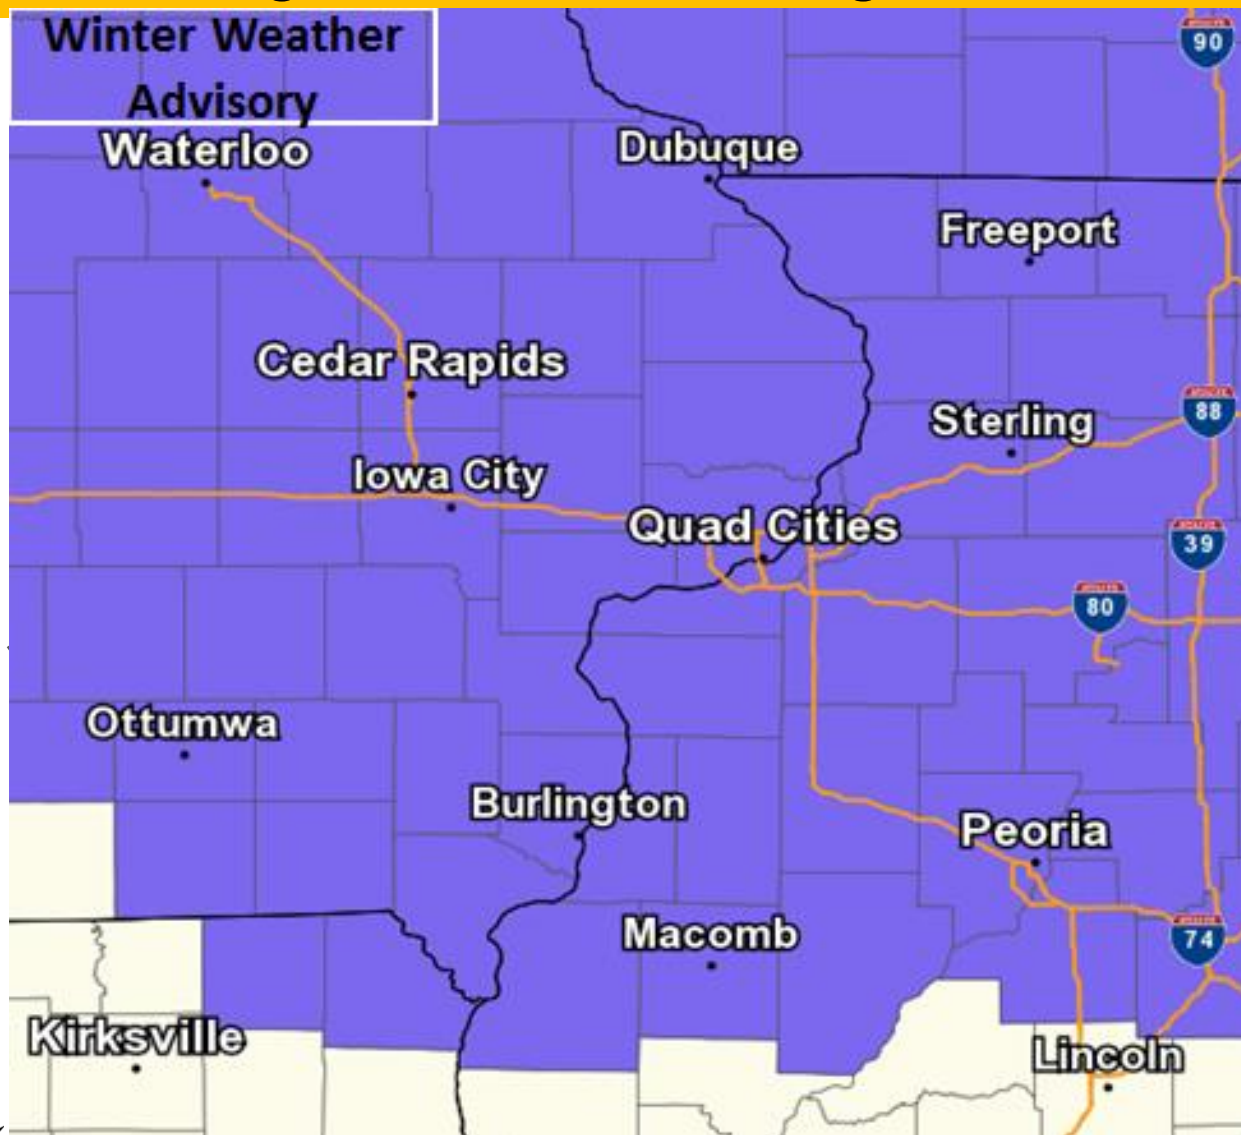 Winter Weather
Advisory
90
Waterloo
Dubuque
Freeport
Cedar Rapids
88
Sterling
Iowa City
Quad Cities
39
80
Ottumwa
Burlington
Peoria
Macomb
74
Kirksville
Lincoln